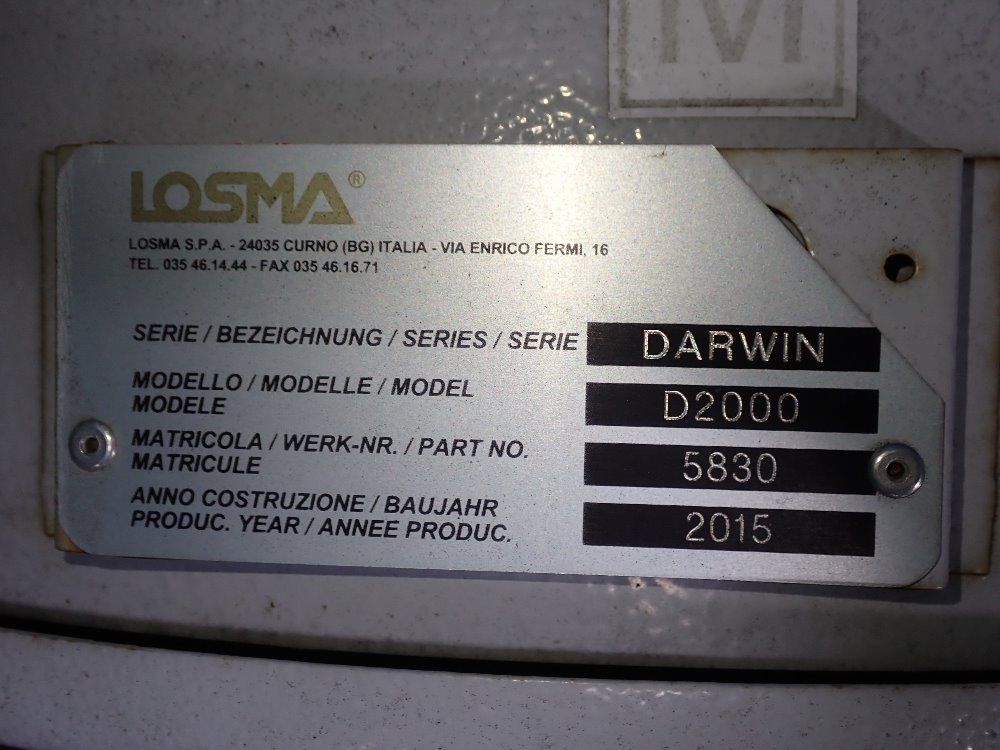 M
LOSMA®
LOSMA S.P.A. - 24035 CURNO (BG) ITALIA - VIA ENRICO FERMI, 16
TEL. 035 46.14.44 - FAX 035 46.16.71
SERIE / BEZEICHNUNG / SERIES / SERIE DARWIN
MODELLO / MODELLE / MODEL
MODELE D2000
MATRICOLA / WERK-NR. / PART NO.
MATRICULE 5830
ANNO COSTRUZIONE / BAUJAHR
PRODUC. YEAR / ANNEE PRODUC. 2015